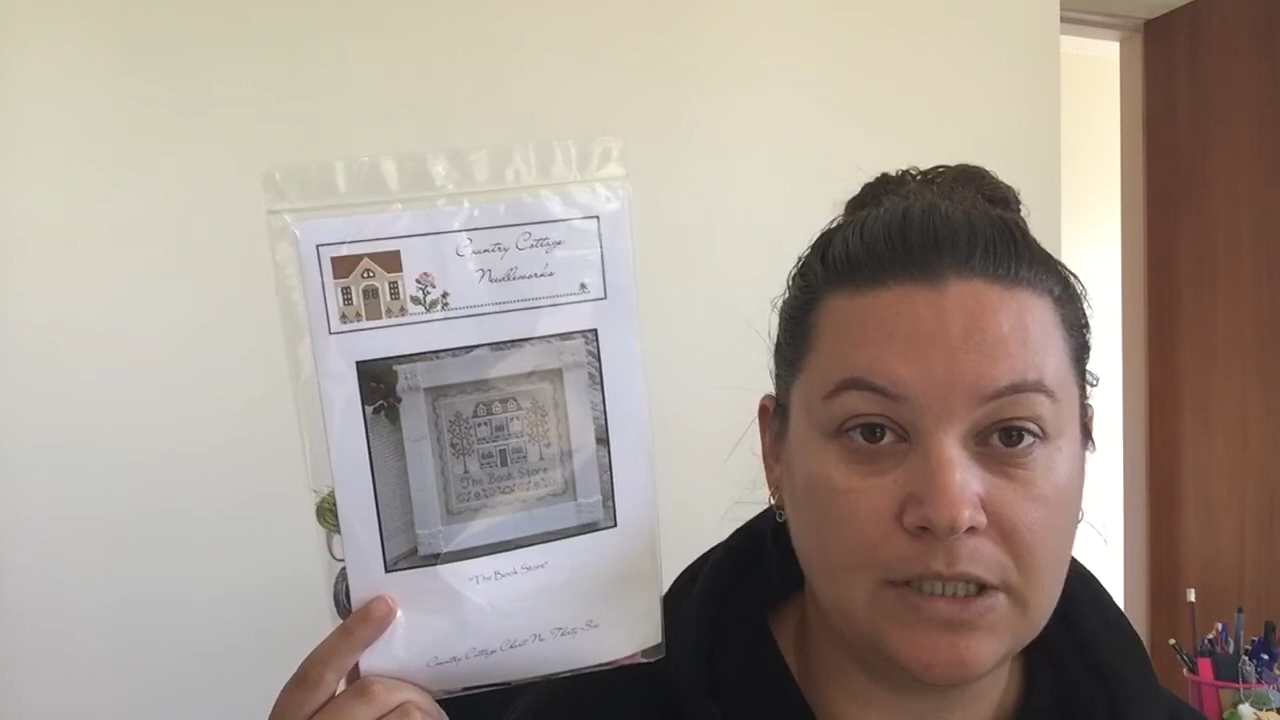 Country Cottage
Needleworks
The Book Store
"The Book Store"
Country Cottage Chart No. Thirty-Six